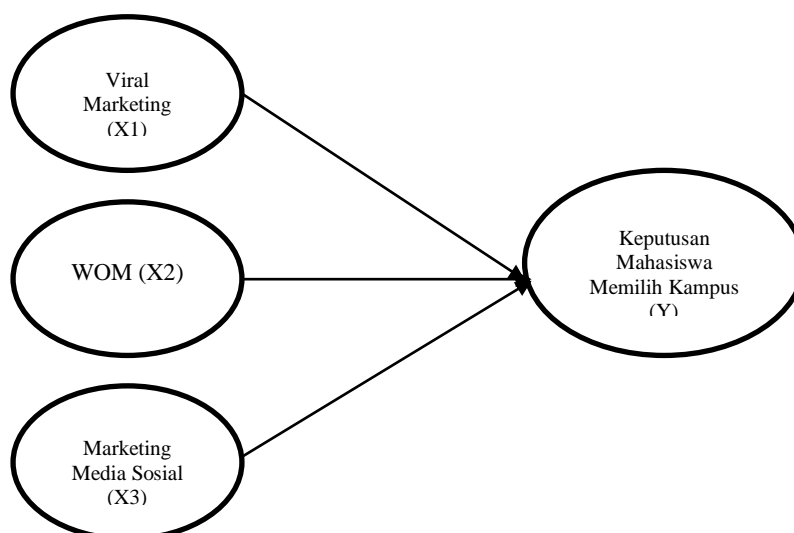 Viral
Marketing
(X1)
WOM (X2)
Marketing
Media Sosial
(X3)
Keputusan
Mahasiswa
Memilih Kampus
(Y)